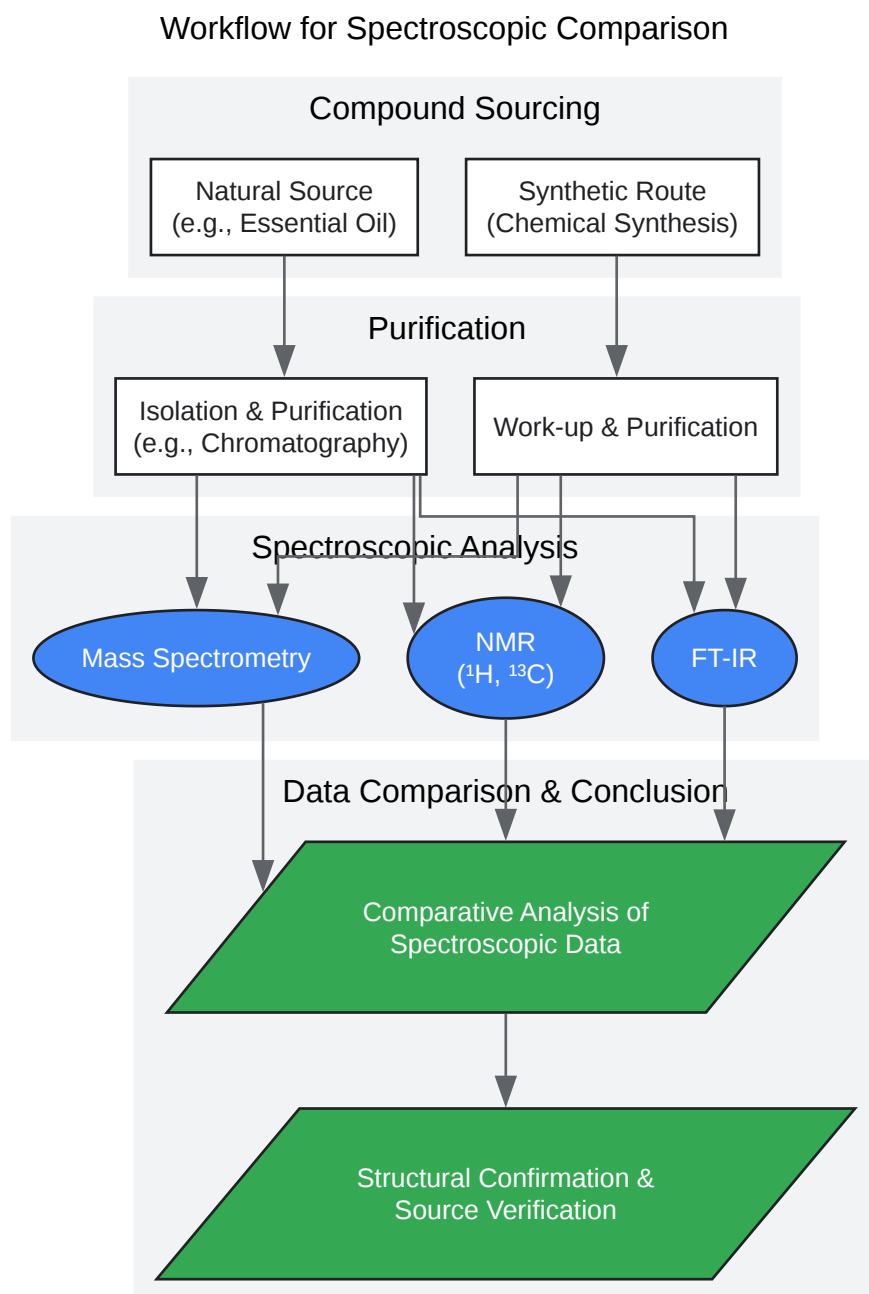 Workflow for Spectroscopic Comparison
Compound Sourcing
Natural Source
(e.g., Essential Oil)
Synthetic Route
(Chemical Synthesis)
Purification
Isolation & Purification
(e.g., Chromatography)
Work-up & Purification
Spectroscopic Analysis
Mass Spectrometry
NMR
(¹H, ¹³C)
FT-IR
Data Comparison & Conclusion
Comparative Analysis of
Spectroscopic Data
Structural Confirmation &
Source Verification